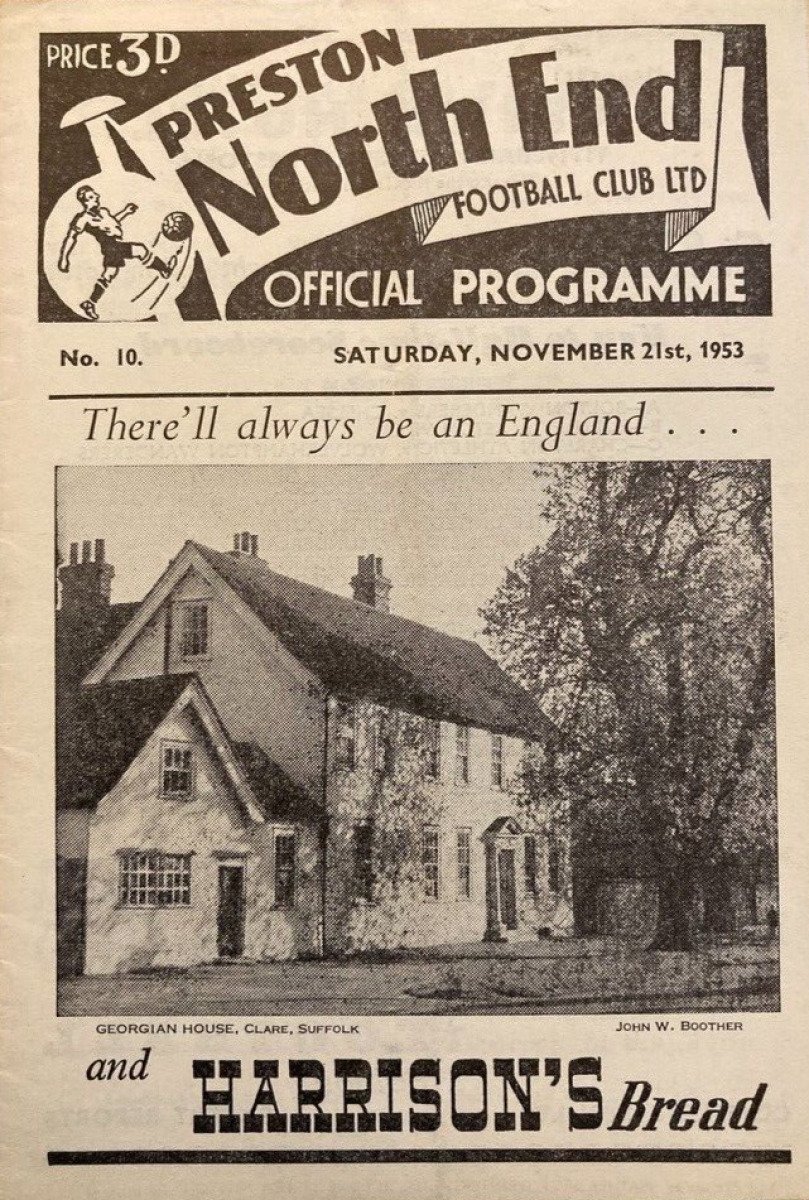 PRICE 3D
PRESTON
North End
FOOTBALL CLUB LTD
OFFICIAL PROGRAMME
No. 10.
SATURDAY, NOVEMBER 21st, 1953
There'll always be an England . . .
GEORGIAN HOUSE, CLARE, SUFFOLK
JOHN W. BOOTHER
and
HARRISON'S Bread